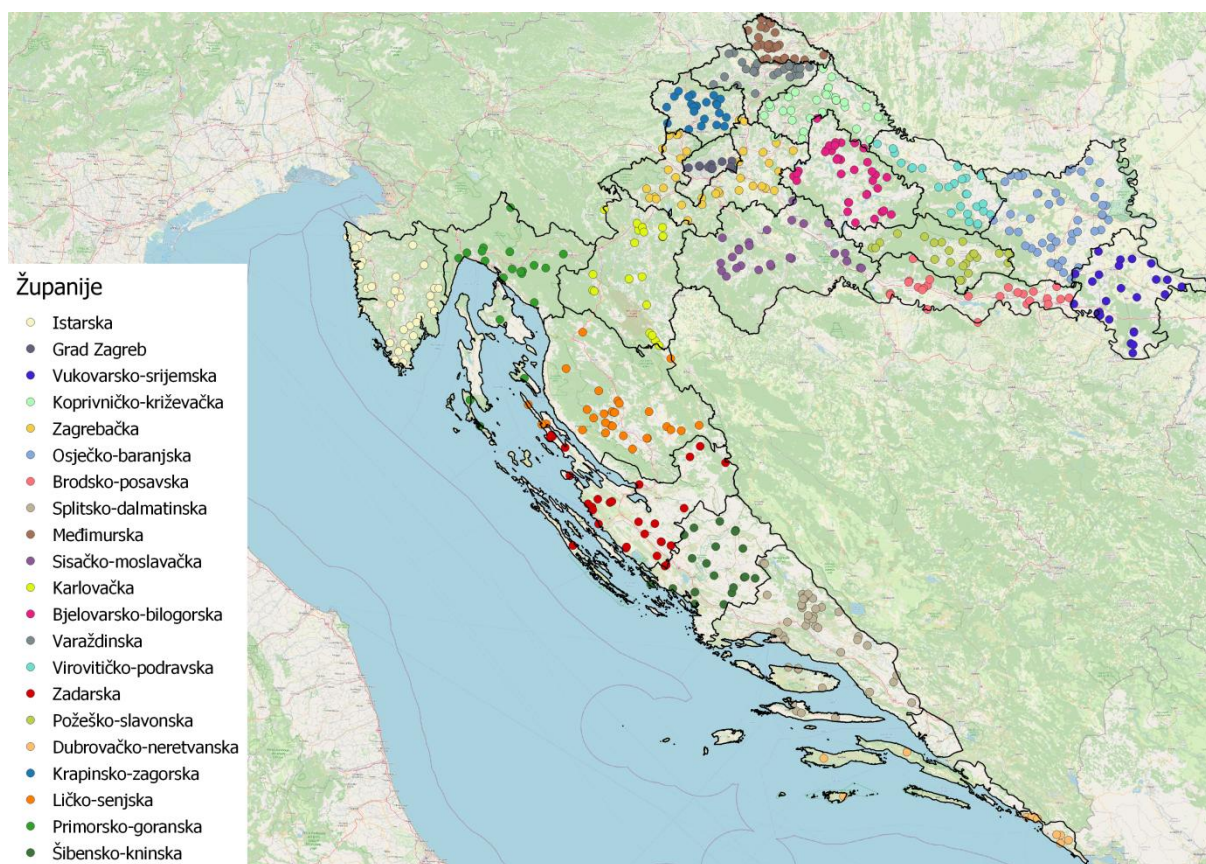 Županije
Istarska
Grad Zagreb
Vukovarsko-srijemska
Koprivničko-križevačka
Zagrebačka
Osječko-baranjska
Brodsko-posavska
Splitsko-dalmatinska
Međimurska
Sisačko-moslavačka
Karlovačka
Bjelovarsko-bilogorska
Varaždinska
Virovitičko-podravska
Zadarska
Požeško-slavonska
Dubrovačko-neretvanska
Krapinsko-zagorska
Ličko-senjska
Primorsko-goranska
Šibensko-kninska